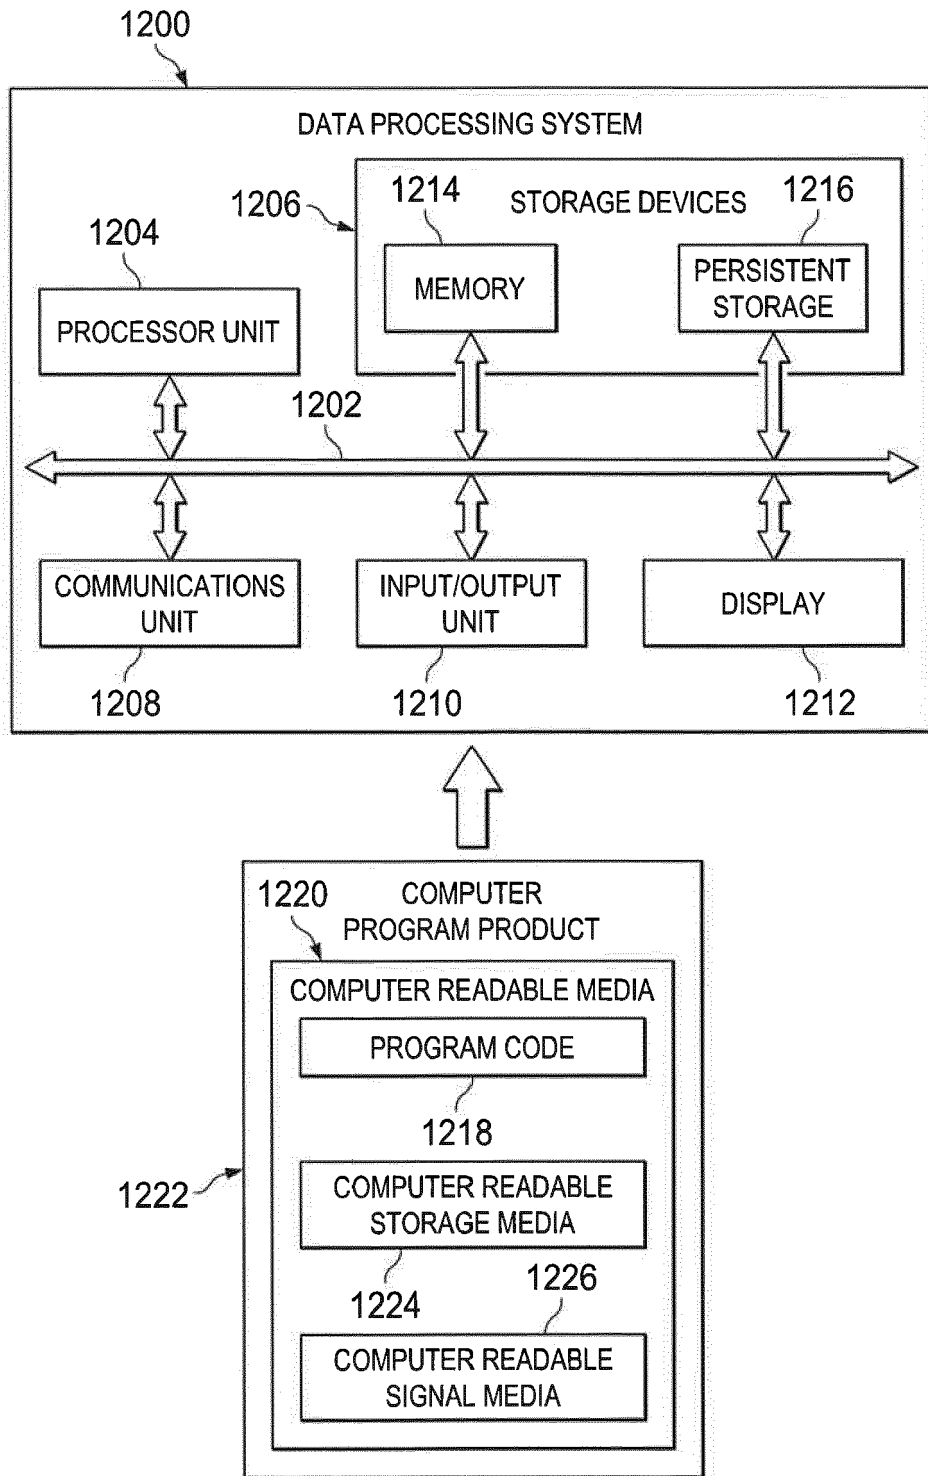 1200
DATA PROCESSING SYSTEM
1206
1214
STORAGE DEVICES
1216
1204
MEMORY
PERSISTENT
STORAGE
PROCESSOR UNIT
1202
COMMUNICATIONS
UNIT
INPUT/OUTPUT
UNIT
DISPLAY
1208
1210
1212
1220
COMPUTER
PROGRAM PRODUCT
COMPUTER READABLE MEDIA
PROGRAM CODE
1218
1222
COMPUTER READABLE
STORAGE MEDIA
1224
1226
COMPUTER READABLE
SIGNAL MEDIA